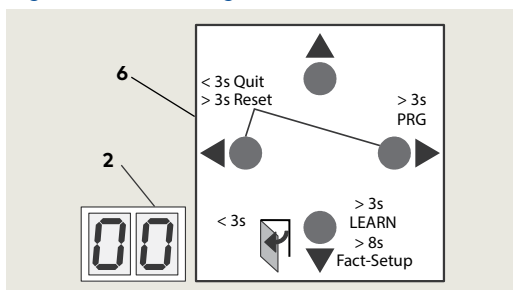 6
< 3s Quit
> 3s Reset
> 3s
PRG
2
00
< 3s
> 3s
LEARN
> 8s
Fact-Setup